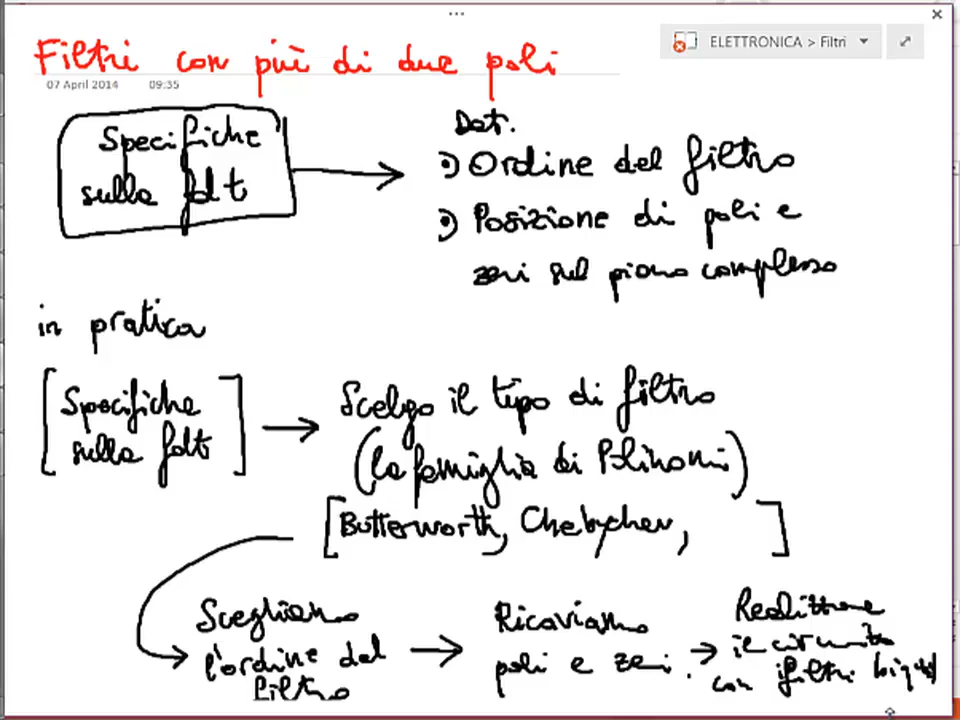 Filtri con più di due poli
ELETTRONICA > Filtri
07 April 2014 09:35
Specifiche
sulla fdt
Det.
Ordine del filtro
Posizione di poli e
zeri sul piano complesso
in pratica
[Specifiche
sulla fdt]
Scelgo il tipo di filtro
(la famiglia di Polinomi)
[Butterworth, Chebychev, ]
Scegliamo
l'ordine del
filtro
Ricaviamo
poli e zeri.
il circuito
con filtri biquad